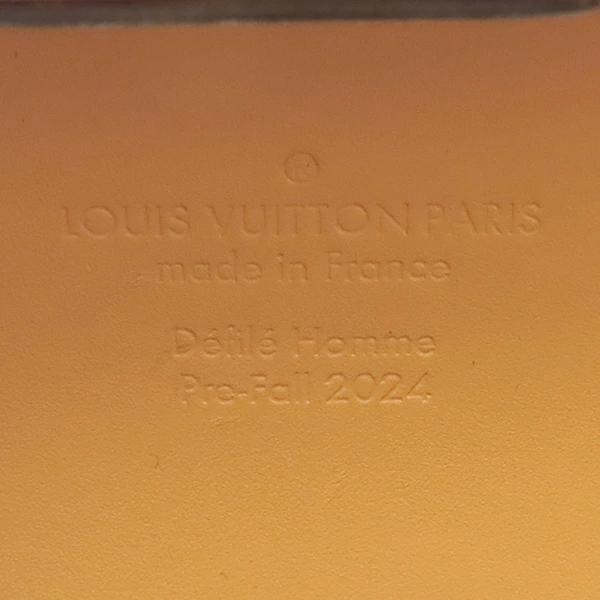 ®
LOUIS VUITTON PARIS
made in France
Défilé Homme
Pre-Fall 2024